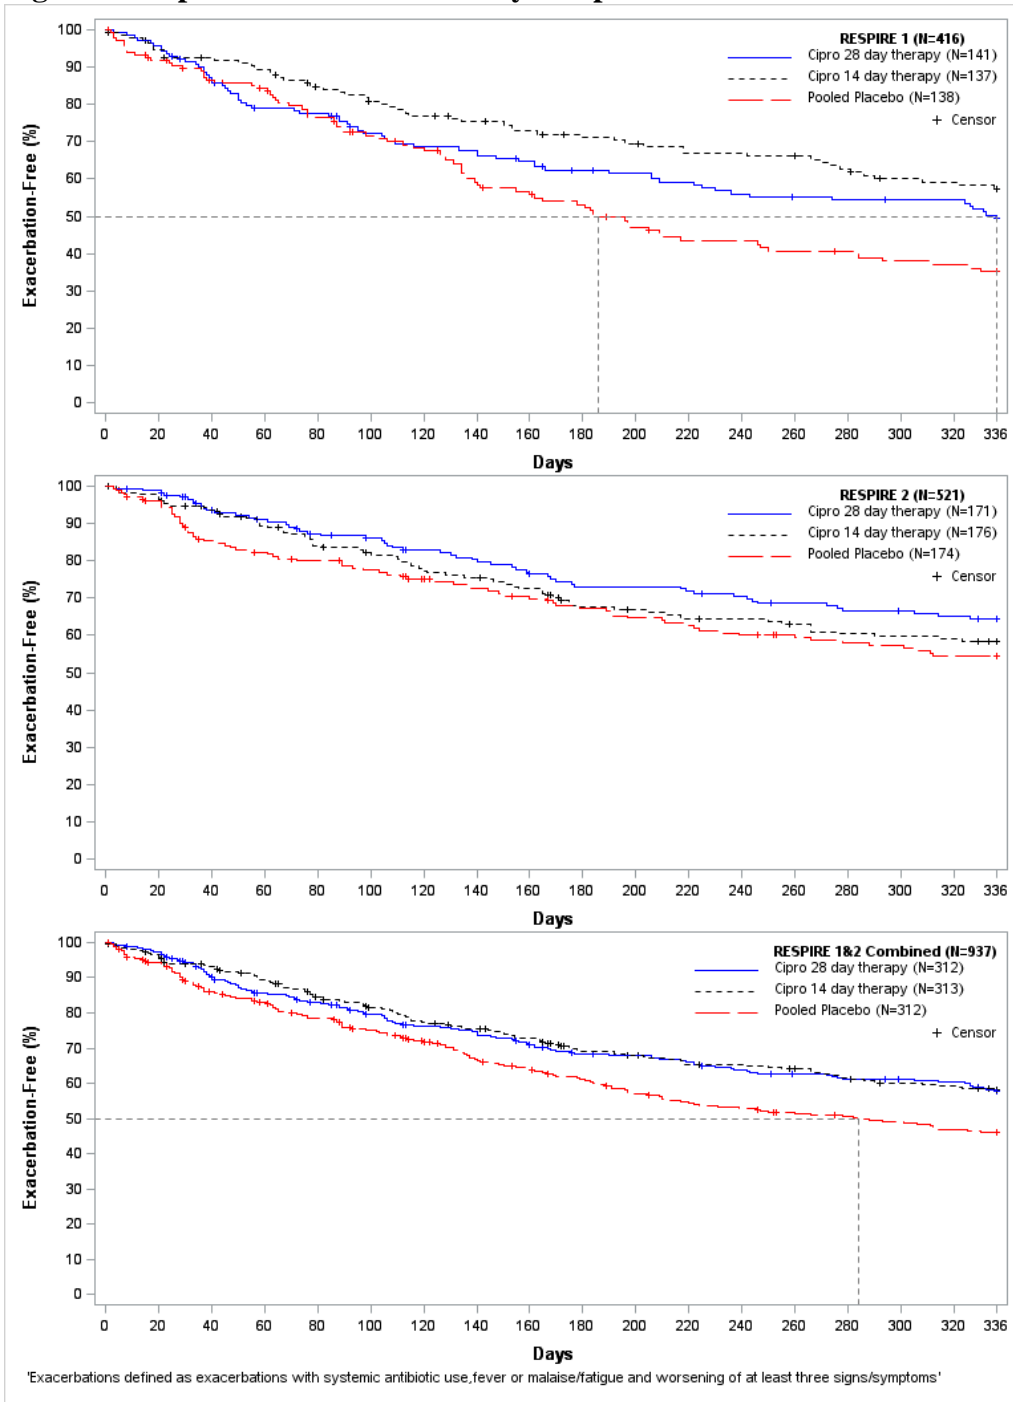 100
90
80
70
60
50
40
30
20
10
0
Exacerbation-Free (%)
RESPIRE 1 (N=416)
Cipro 28 day therapy (N=141)
Cipro 14 day therapy (N=137)
Pooled Placebo (N=138)
+ Censor
0 20 40 60 80 100 120 140 160 180 200 220 240 260 280 300 320 336
Days
100
90
80
70
60
50
40
30
20
10
0
Exacerbation-Free (%)
RESPIRE 2 (N=521)
Cipro 28 day therapy (N=171)
Cipro 14 day therapy (N=176)
Pooled Placebo (N=174)
+ Censor
0 20 40 60 80 100 120 140 160 180 200 220 240 260 280 300 320 336
Days
100
90
80
70
60
50
40
30
20
10
0
Exacerbation-Free (%)
RESPIRE 1&2 Combined (N=937)
Cipro 28 day therapy (N=312)
Cipro 14 day therapy (N=313)
Pooled Placebo (N=312)
+ Censor
0 20 40 60 80 100 120 140 160 180 200 220 240 260 280 300 320 336
Days
'Exacerbations defined as exacerbations with systemic antibiotic use,fever or malaise/fatigue and worsening of at least three signs/symptoms'